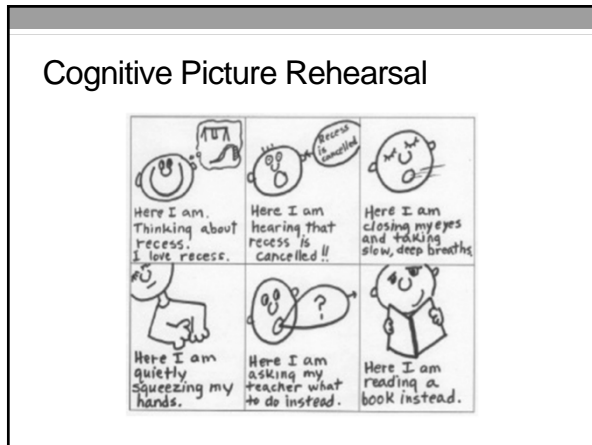 Cognitive Picture Rehearsal
Recess
is
cancelled
Here I am.
Thinking about
recess.
I love recess.
Here I am
hearing that
recess is
cancelled!!
Here I am
closing my eyes
and taking
slow, deep breaths
Here I am
quietly
squeezing my
hands.
?
Here I am
asking my
teacher what
to do instead.
Here I am
reading a
book instead.